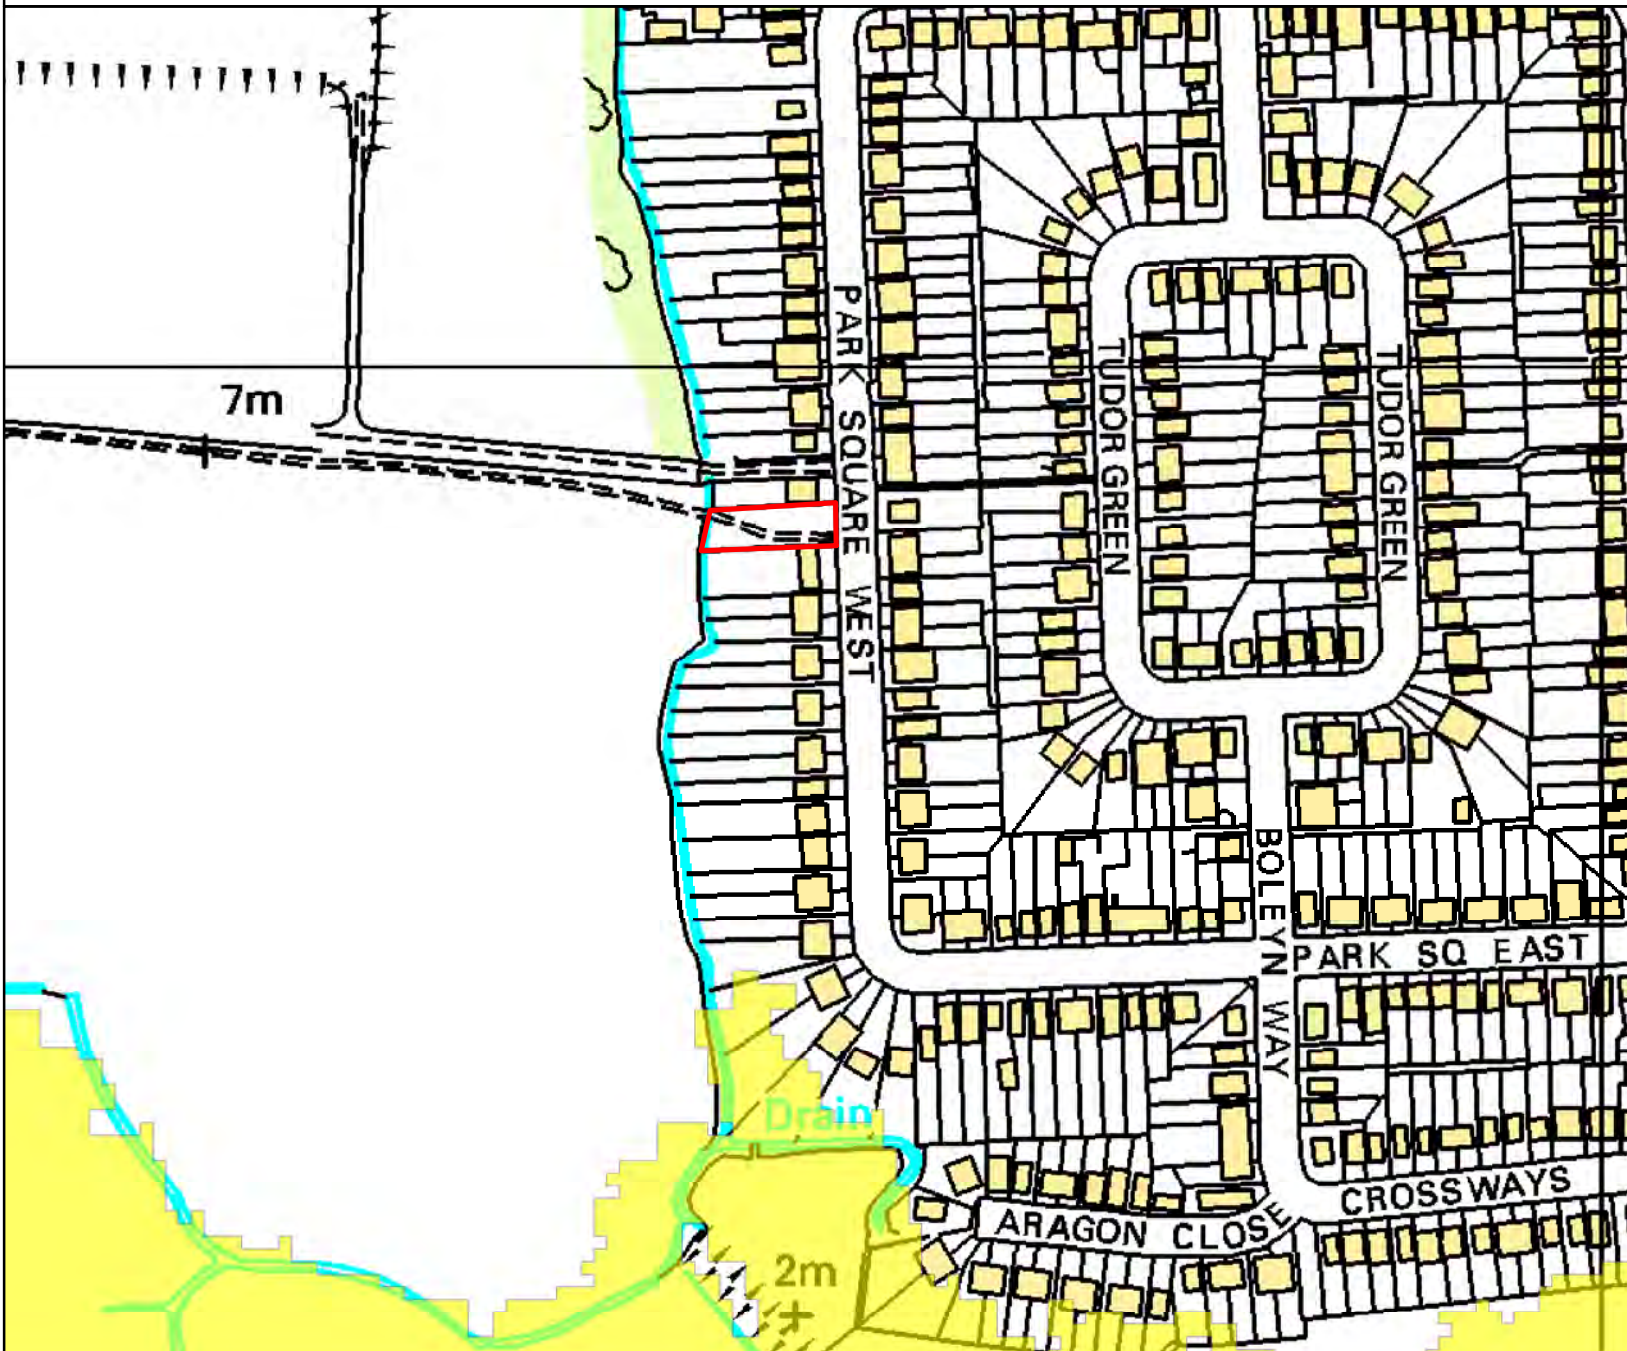 PARK SQUARE WEST
TUDOR GREEN
TUDOR GREEN
7m
BOLEYN WAY
PARK SQ EAST
Drain
CROSSWAYS
ARAGON CLOSE
2m